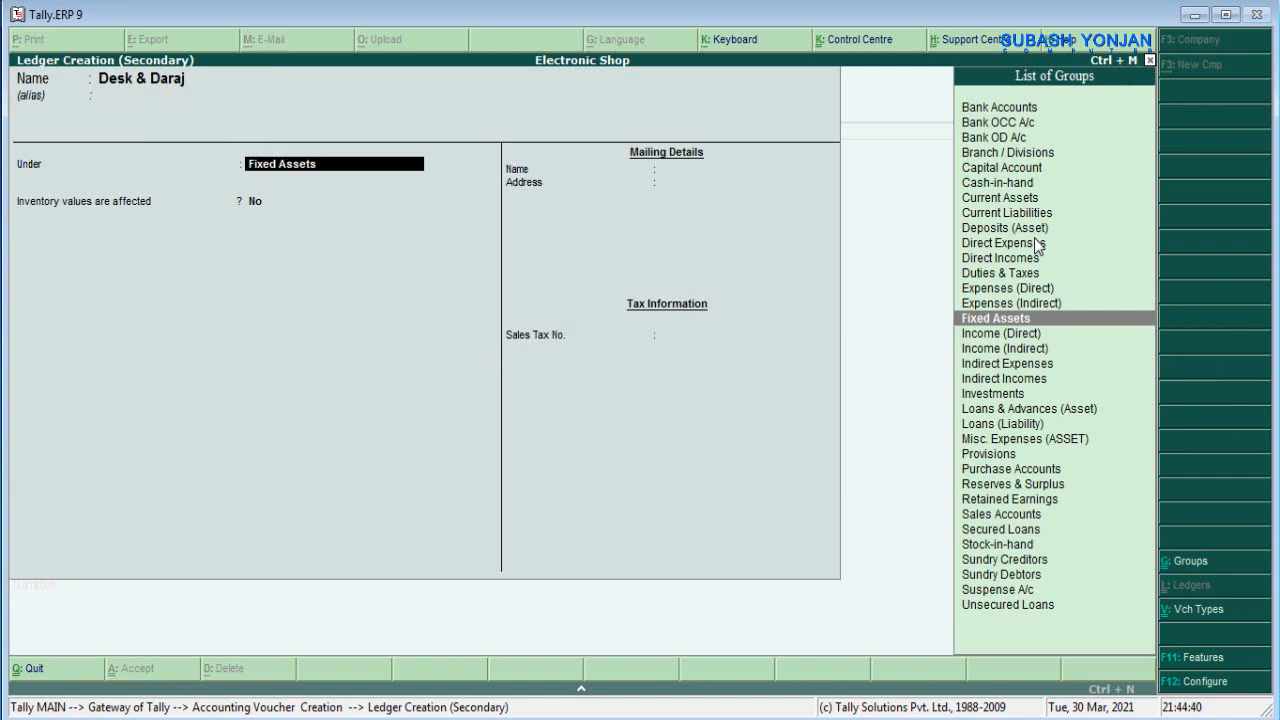 Tally.ERP 9
P: Print
E: Export
M: E-Mail
O: Upload
G: Language
K: Keyboard
K: Control Centre
H: Support Centre
SUBASH YONJAN
F3: Company
F3: New Cmp
Ledger Creation (Secondary)
Electronic Shop
Ctrl + M
Name : Desk & Daraj
(alias) :
Under : Fixed Assets
Inventory values are affected ? No
Mailing Details
Name :
Address :
Tax Information
Sales Tax No. :
List of Groups
Bank Accounts
Bank OCC A/c
Bank OD A/c
Branch / Divisions
Capital Account
Cash-in-hand
Current Assets
Current Liabilities
Deposits (Asset)
Direct Expenses
Direct Incomes
Duties & Taxes
Expenses (Direct)
Expenses (Indirect)
Fixed Assets
Income (Direct)
Income (Indirect)
Indirect Expenses
Indirect Incomes
Investments
Loans & Advances (Asset)
Loans (Liability)
Misc. Expenses (ASSET)
Provisions
Purchase Accounts
Reserves & Surplus
Retained Earnings
Sales Accounts
Secured Loans
Stock-in-hand
Sundry Creditors
Sundry Debtors
Suspense A/c
Unsecured Loans
G: Groups
L: Ledgers
V: Vch Types
F11: Features
F12: Configure
Narration:
Q: Quit
A: Accept
D: Delete
Ctrl + N
Tally MAIN --> Gateway of Tally --> Accounting Voucher Creation --> Ledger Creation (Secondary)
(c) Tally Solutions Pvt. Ltd., 1988-2009
Tue, 30 Mar, 2021
21:44:40